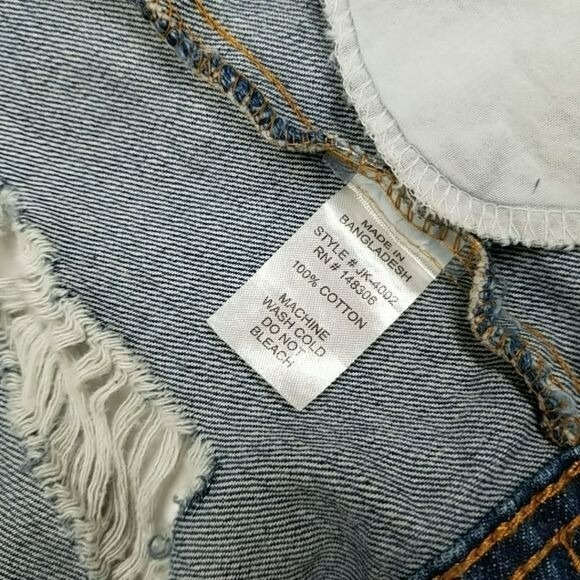 MADE IN
BANGLADESH
STYLE # JK-4002
RN # 148306
100% COTTON
MACHINE
WASH COLD
DO NOT
BLEACH.